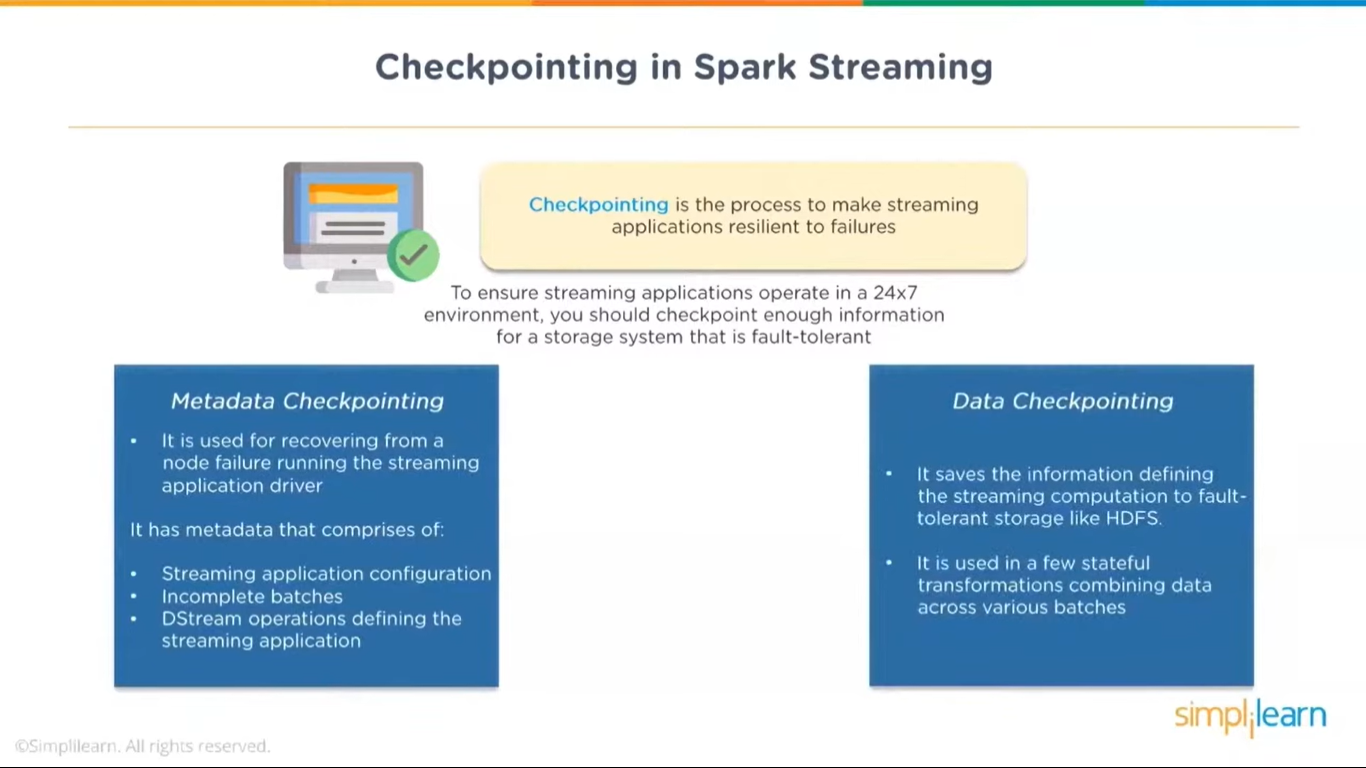 Checkpointing in Spark Streaming
Checkpointing is the process to make streaming
applications resilient to failures
To ensure streaming applications operate in a 24x7
environment, you should checkpoint enough information
for a storage system that is fault-tolerant
Metadata Checkpointing
• It is used for recovering from a
node failure running the streaming
application driver
It has metadata that comprises of:
• Streaming application configuration
• Incomplete batches
• DStream operations defining the
streaming application
Data Checkpointing
• It saves the information defining
the streaming computation to fault-
tolerant storage like HDFS.
• It is used in a few stateful
transformations combining data
across various batches
simplilearn
©Simplilearn. All rights reserved.